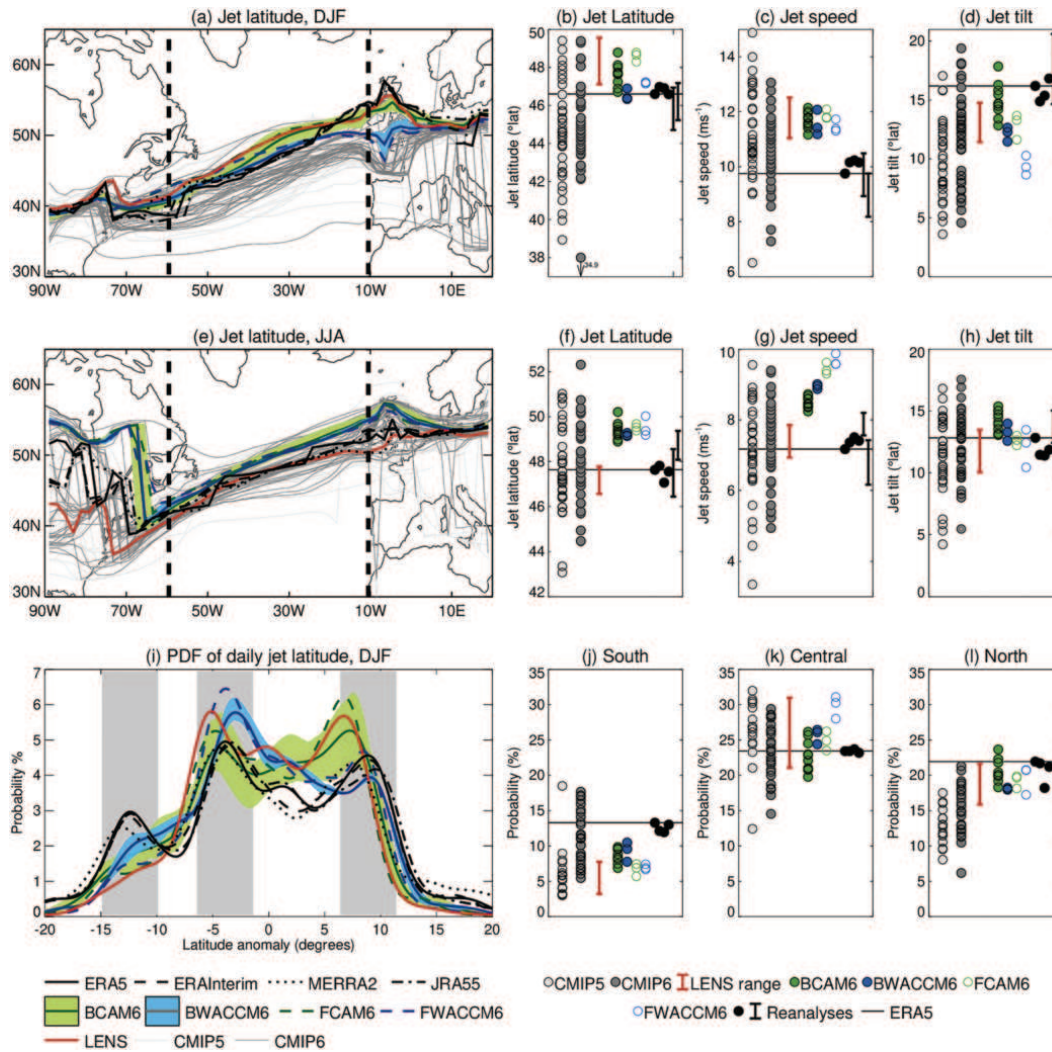 (a) Jet latitude, DJF
(b) Jet Latitude
(c) Jet speed
(d) Jet tilt
60N
50N
40N
30N
90W 70W 50W 30W 10W 10E
Jet latitude (°lat)
50
49
48
47
46
45
44
43
42
41
40
39
38
34.9
Jet speed (ms⁻¹)
14
12
10
8
6
Jet tilt (°lat)
20
15
10
5
0
(e) Jet latitude, JJA
(f) Jet Latitude
(g) Jet speed
(h) Jet tilt
60N
50N
40N
30N
90W 70W 50W 30W 10W 10E
Jet latitude (°lat)
52
50
48
46
44
42
Jet speed (ms⁻¹)
10
8
6
4
Jet tilt (°lat)
20
15
10
5
0
(i) PDF of daily jet latitude, DJF
(j) South
(k) Central
(l) North
Probability %
7
6
5
4
3
2
1
0
-20 -15 -10 -5 0 5 10 15 20
Latitude anomaly (degrees)
Probability (%)
35
30
25
20
15
10
5
0
Probability (%)
35
30
25
20
15
10
5
0
Probability (%)
35
30
25
20
15
10
5
0
ERA5 ERAInterim MERRA2 JRA55
BCAM6 BWACCM6 FCAM6 FWACCM6
LENS CMIP5 CMIP6
CMIP5 CMIP6 LENS range BCAM6 BWACCM6 FCAM6
FWACCM6 Reanalyses ERA5